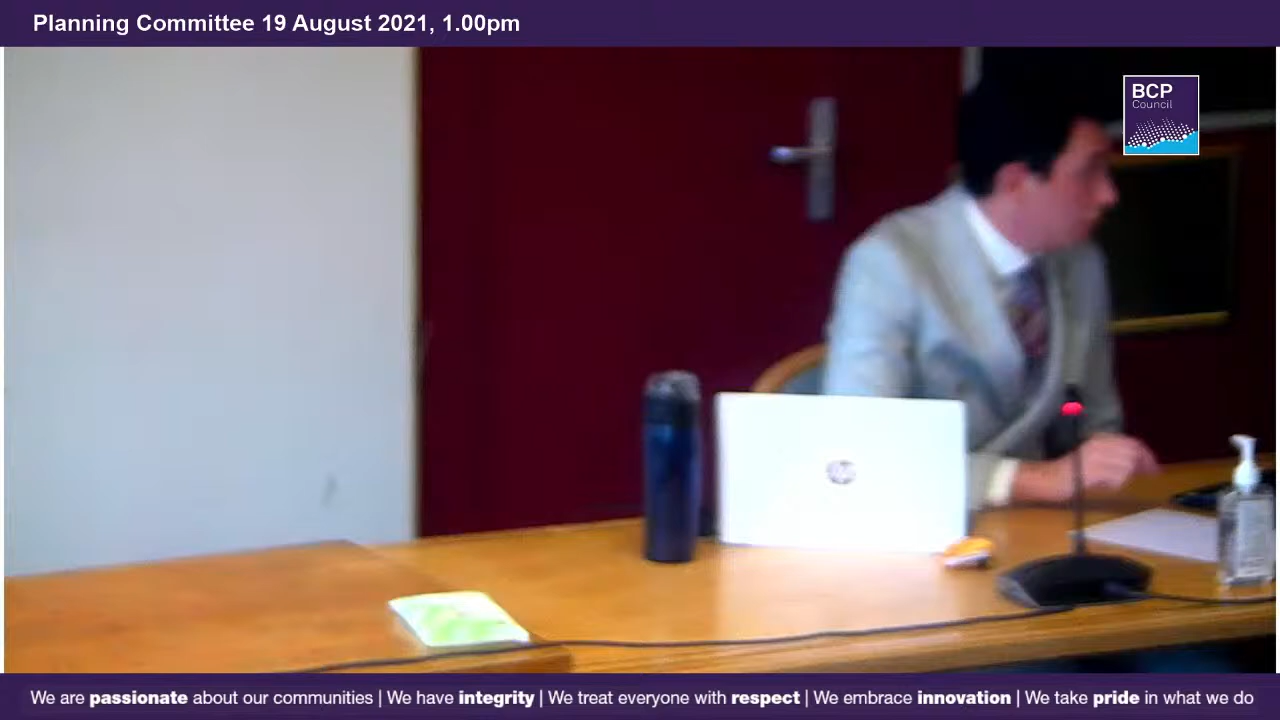 Planning Committee 19 August 2021, 1.00pm
BCP
Council
hp
We are passionate about our communities | We have integrity | We treat everyone with respect | We embrace innovation | We take pride in what we do